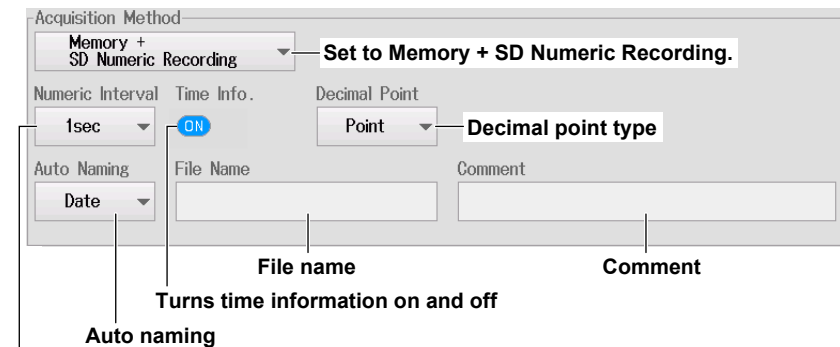 Acquisition Method
Memory +
SD Numeric Recording
Set to Memory + SD Numeric Recording.
Numeric Interval Time Info. Decimal Point
1sec ON Point Decimal point type
Auto Naming File Name Comment
Date
File name Comment
Turns time information on and off
Auto naming